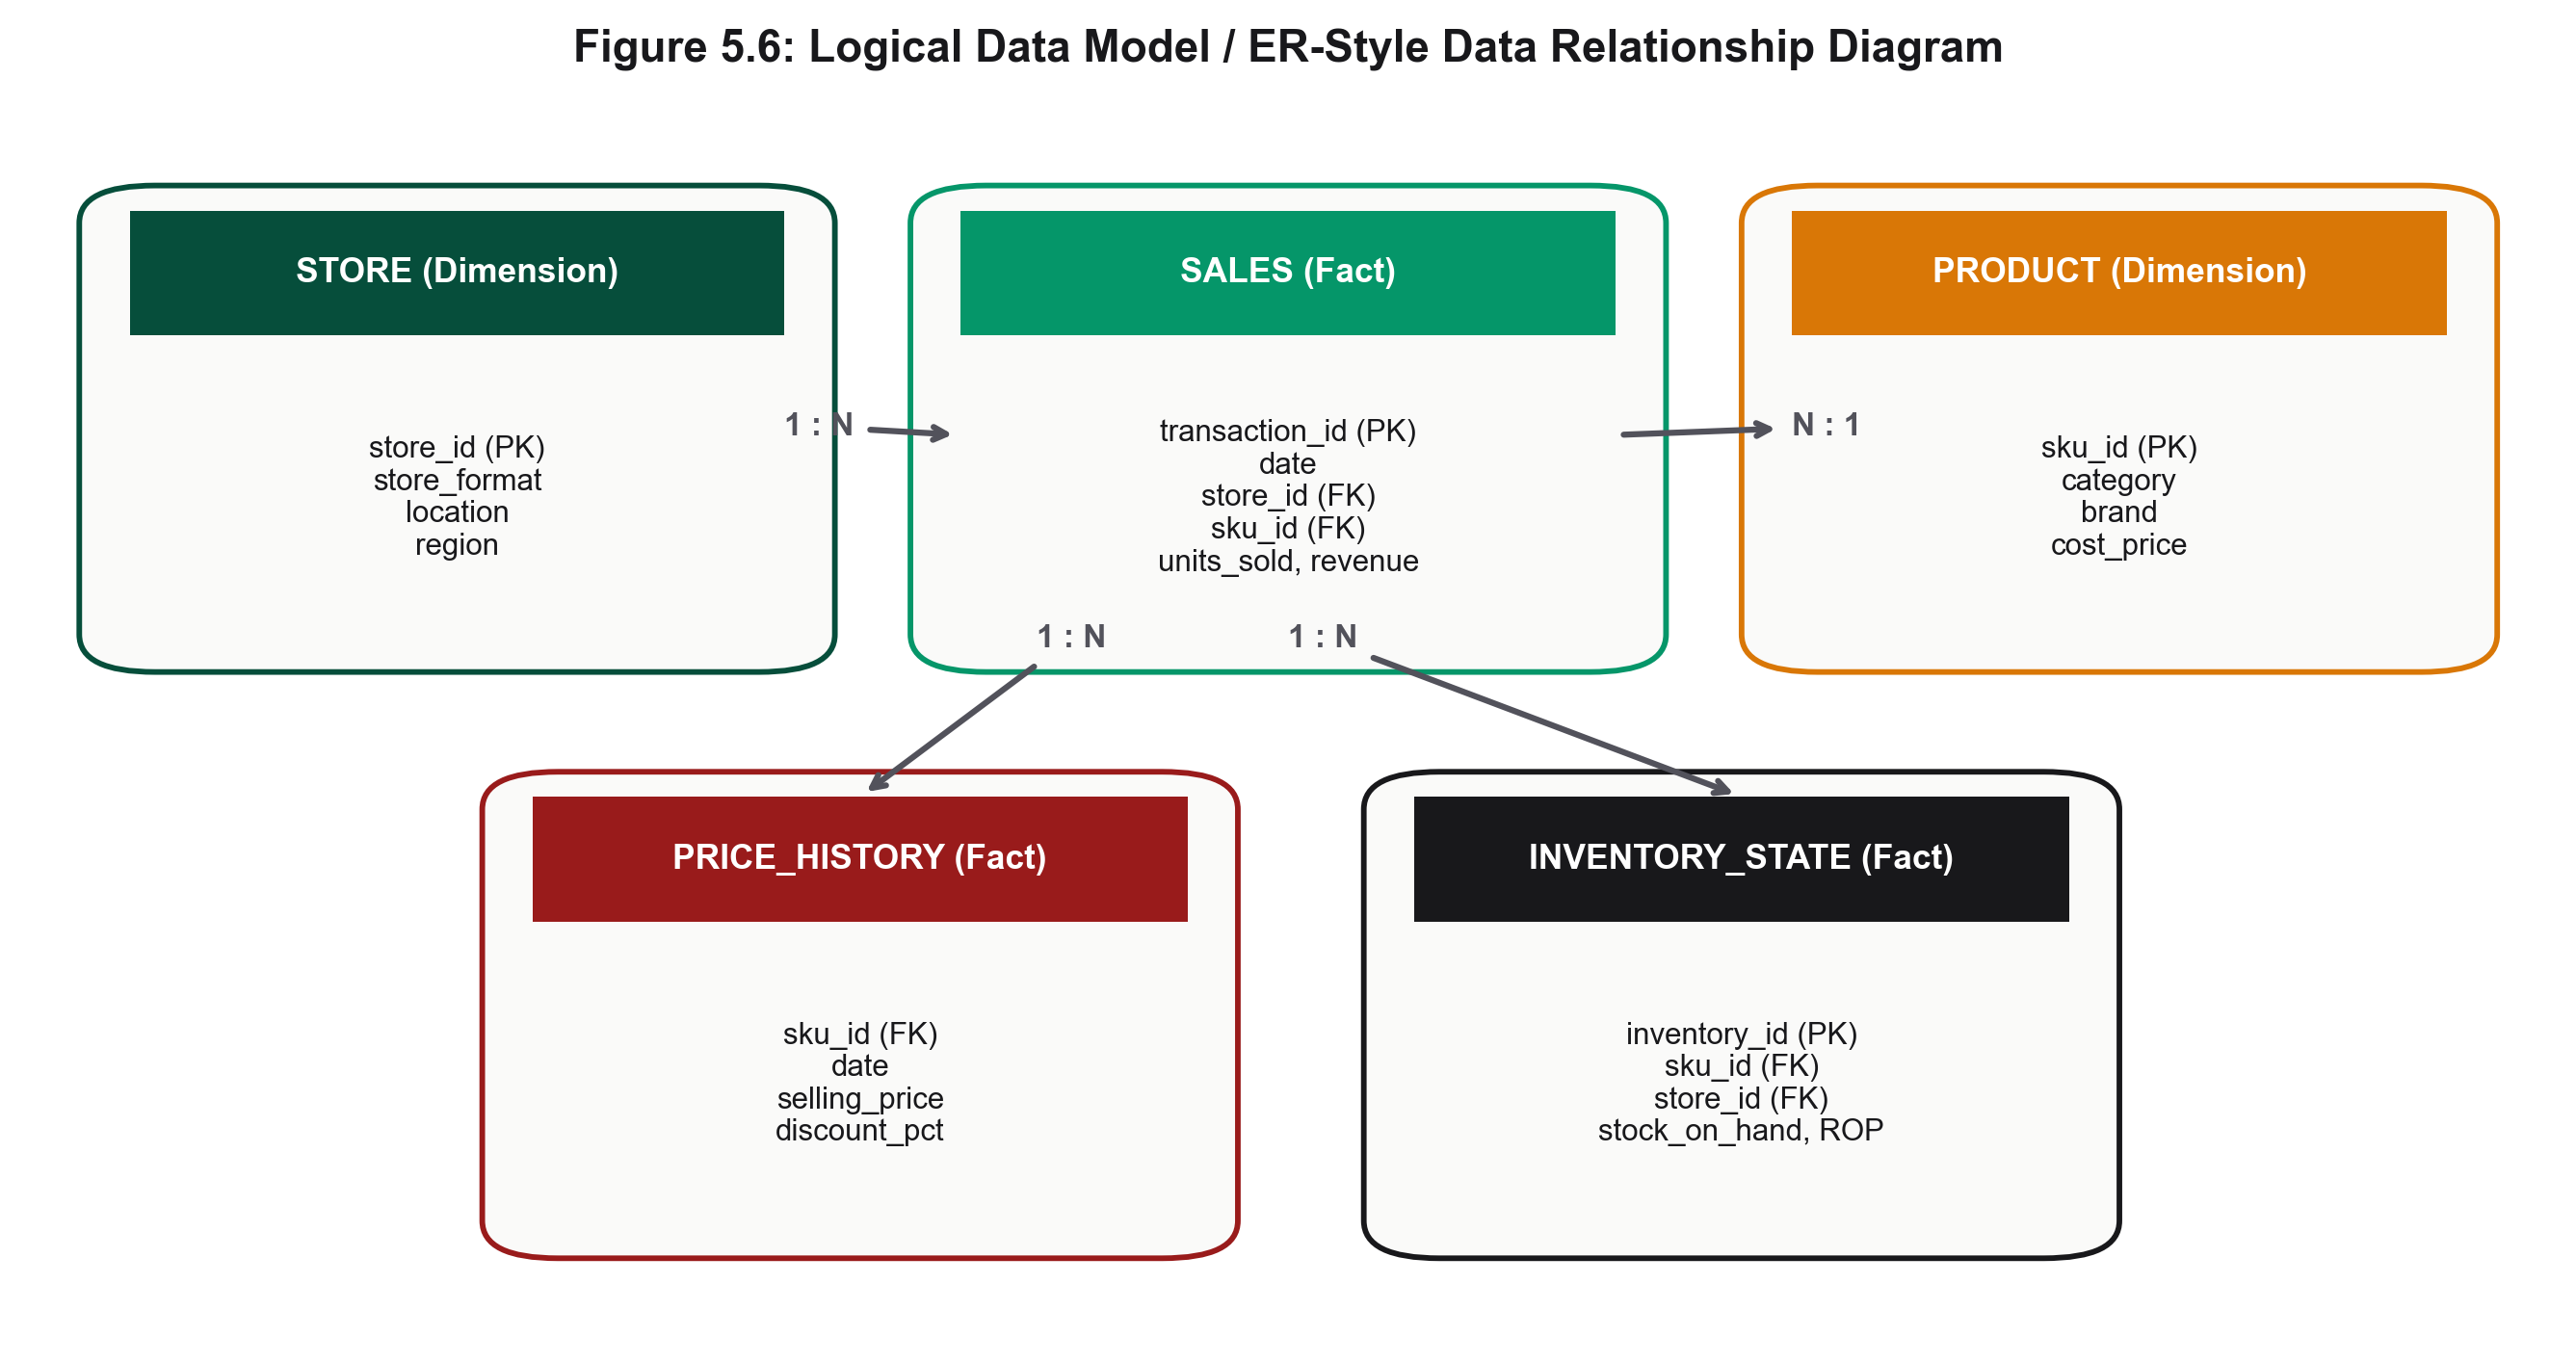 Figure 5.6: Logical Data Model / ER-Style Data Relationship Diagram
STORE (Dimension)
store_id (PK)
store_format
location
region
1 : N
SALES (Fact)
transaction_id (PK)
date
store_id (FK)
sku_id (FK)
units_sold, revenue
1 : N
1 : N
PRODUCT (Dimension)
N : 1
sku_id (PK)
category
brand
cost_price
PRICE_HISTORY (Fact)
sku_id (FK)
date
selling_price
discount_pct
INVENTORY_STATE (Fact)
inventory_id (PK)
sku_id (FK)
store_id (FK)
stock_on_hand, ROP